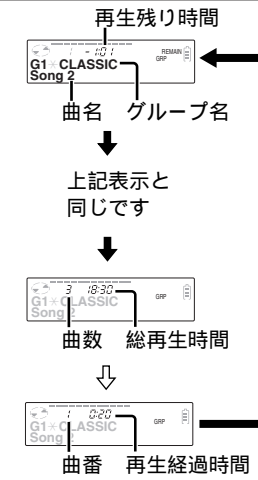 再生残り時間
1 - 1:01 REMAIN
GRP
G1 CLASSIC
Song 2
曲名 グループ名
上記表示と
同じです
3 18:30 GRP
G1 CLASSIC
Song 2
曲数 総再生時間
1 0:20 GRP
G1 CLASSIC
Song 2
曲番 再生経過時間